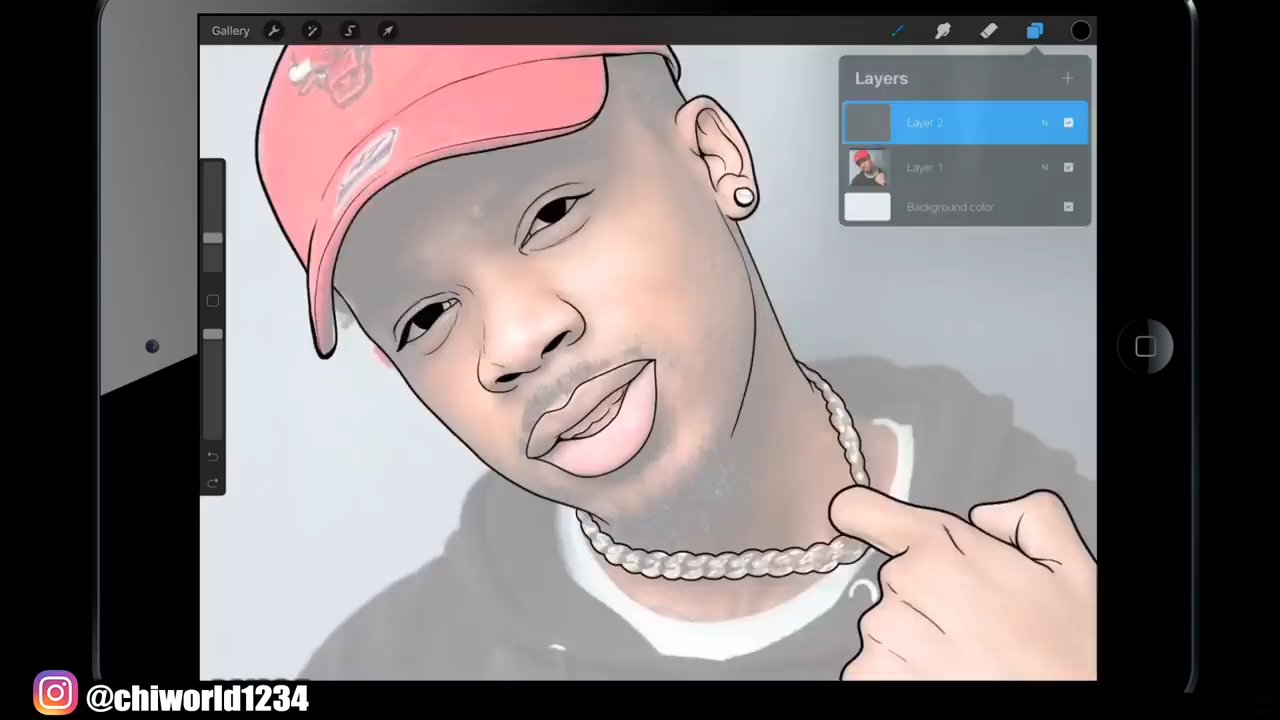 Gallery
Layers
Layer 2
N
Layer 1
N
Background color
@chiworld1234